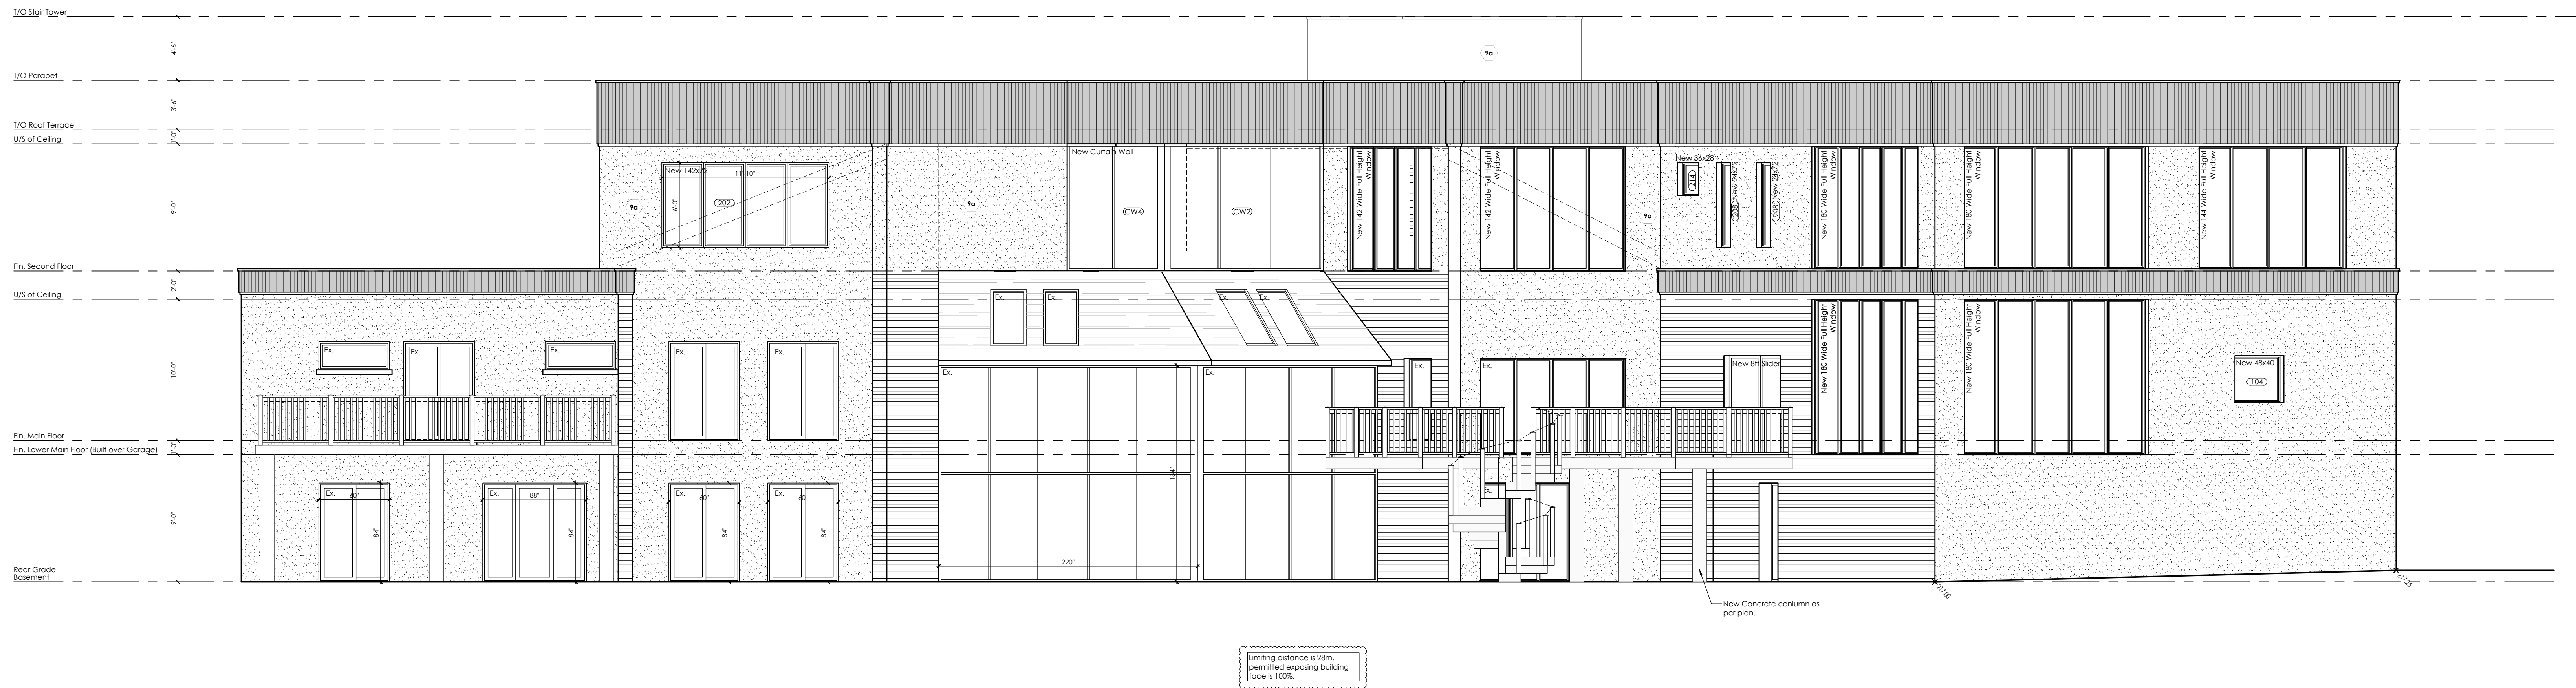 T/O Stair Tower
4'-6"
9a
T/O Parapet
3'-6"
T/O Roof Terrace
1'-0"
U/S of Ceiling
New Curtain Wall
New 142x72
11'-10"
6'-0"
202
9a
9a
CW4
CW2
New 142 Wide Full Height
Window
New 142 Wide Full Height
Window
9a
New 36x28
214
208
New 24x72
208
New 24x72
New 180 Wide Full Height
Window
New 180 Wide Full Height
Window
New 144 Wide Full Height
Window
9'-0"
Fin. Second Floor
2'-0"
U/S of Ceiling
Ex.
Ex.
Ex.
Ex.
Ex.
Ex.
Ex.
Ex.
Ex.
Ex.
Ex.
Ex.
Ex.
New 8ft Slider
New 180 Wide Full Height
Window
New 180 Wide Full Height
Window
New 48x40
104
10'-0"
Fin. Main Floor
1'-0"
Fin. Lower Main Floor (Built over Garage)
Ex.
60"
84"
Ex.
88"
84"
Ex.
60"
84"
Ex.
60"
84"
184"
220"
Ex.
9'-0"
Rear Grade
Basement
217.00
217.25
New Concrete conlumn as
per plan.
Limiting distance is 28m,
permitted exposing building
face is 100%.